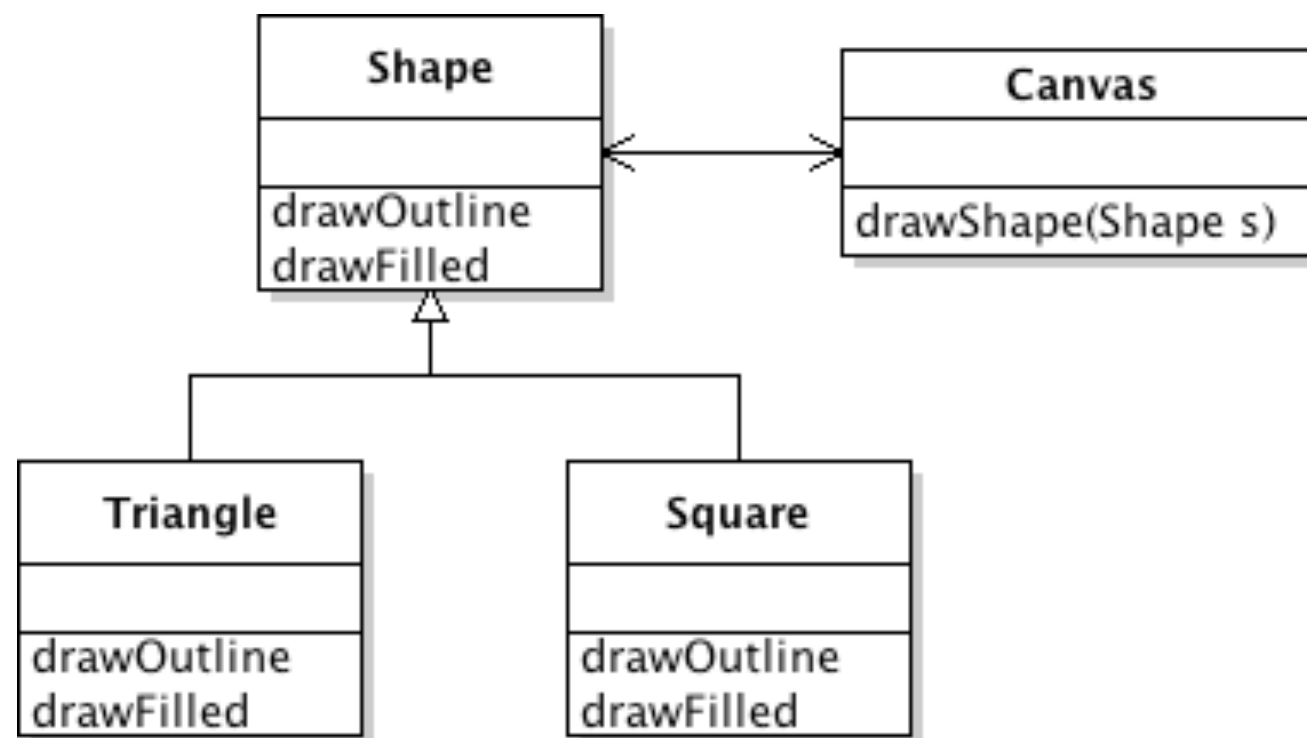 Shape
drawOutline
drawFilled
Canvas
drawShape(Shape s)
Triangle
drawOutline
drawFilled
Square
drawOutline
drawFilled